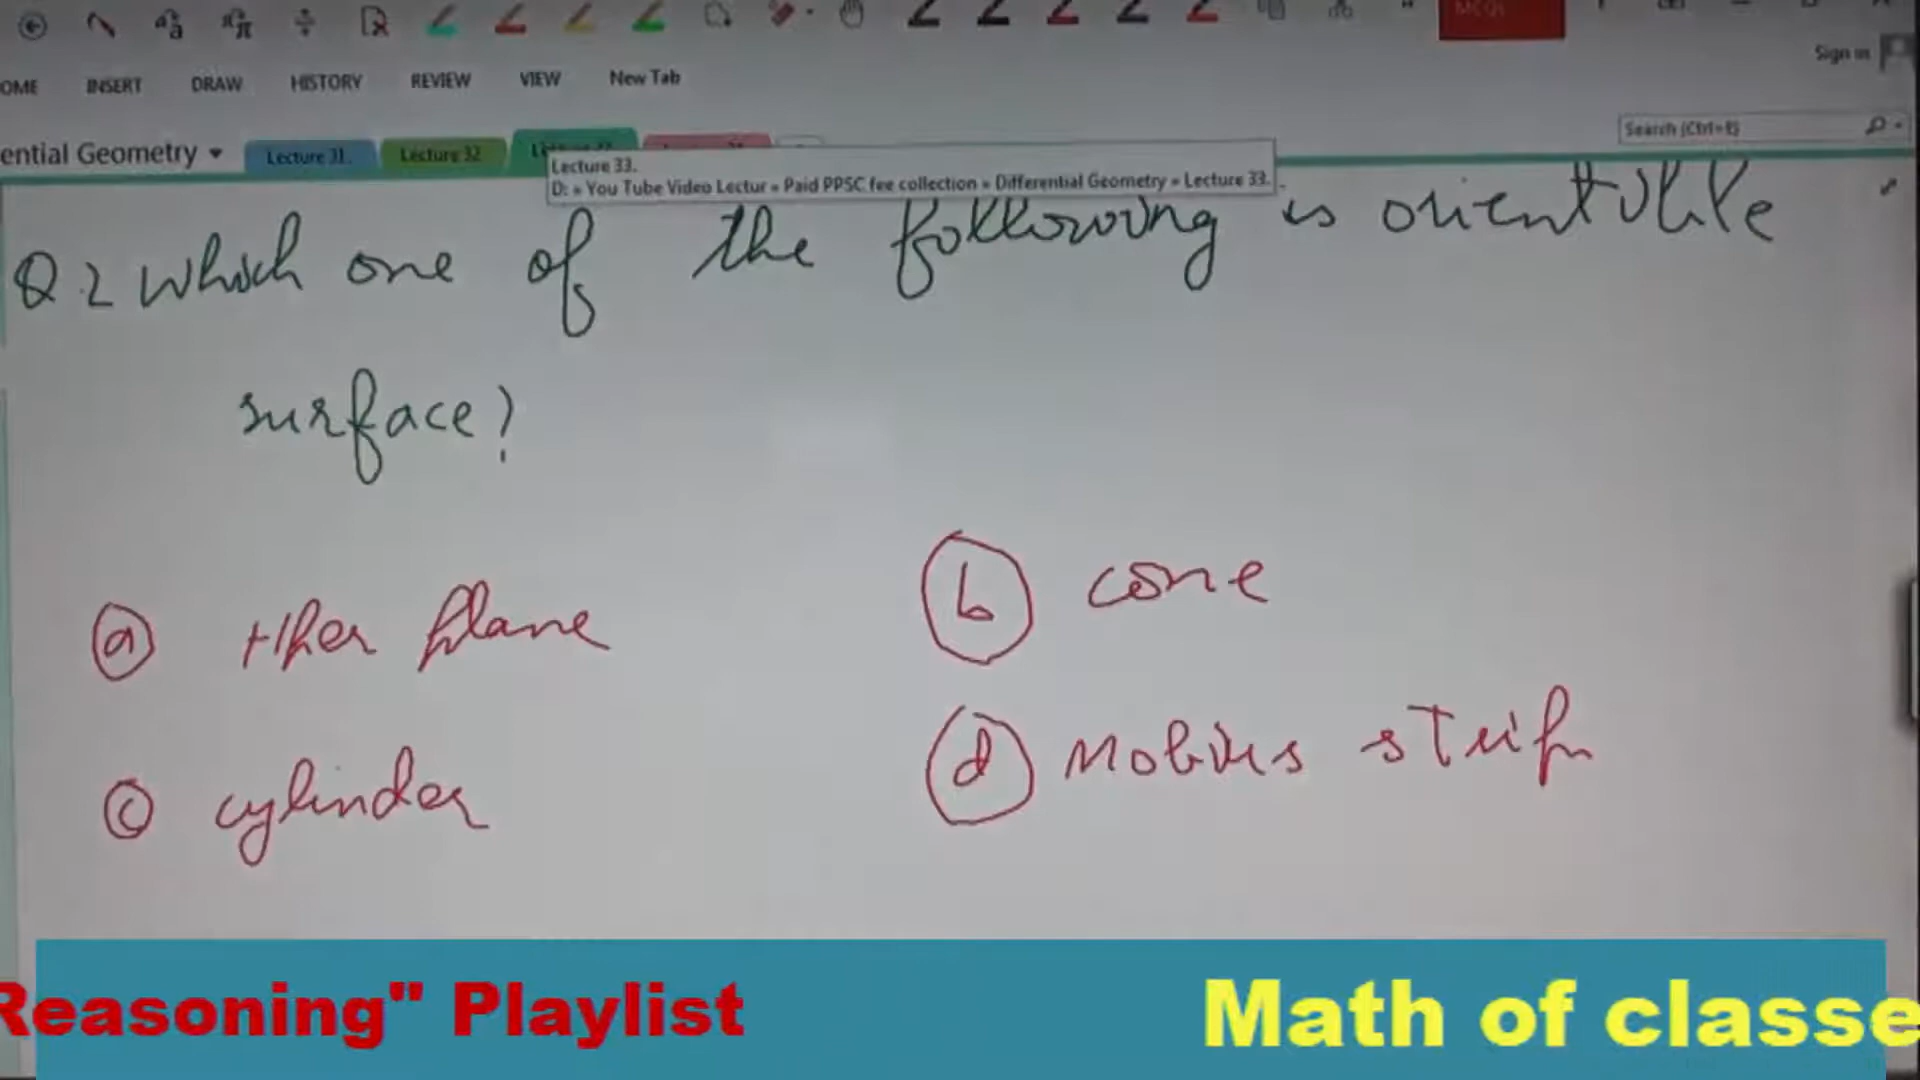 MCQs
Sign in
OME INSERT DRAW HISTORY REVIEW VIEW New Tab
Search (Ctrl+E)
ential Geometry Lecture 31. Lecture 32
Lecture 33.
D: » You Tube Video Lectur » Paid PPSC fee collection » Differential Geometry » Lecture 33.
Q.2 which one of the following is orientable
surface?
(a) plane
(b) cone
(c) cylinder
(d) Mobius strip
Reasoning" Playlist
Math of classe